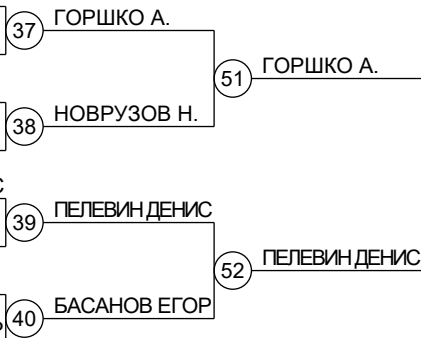 37 ГОРШКО А.
51 ГОРШКО А.
38 НОВРУЗОВ Н.
С
39 ПЕЛЕВИН ДЕНИС
52 ПЕЛЕВИН ДЕНИС
40 БАСАНОВ ЕГОР